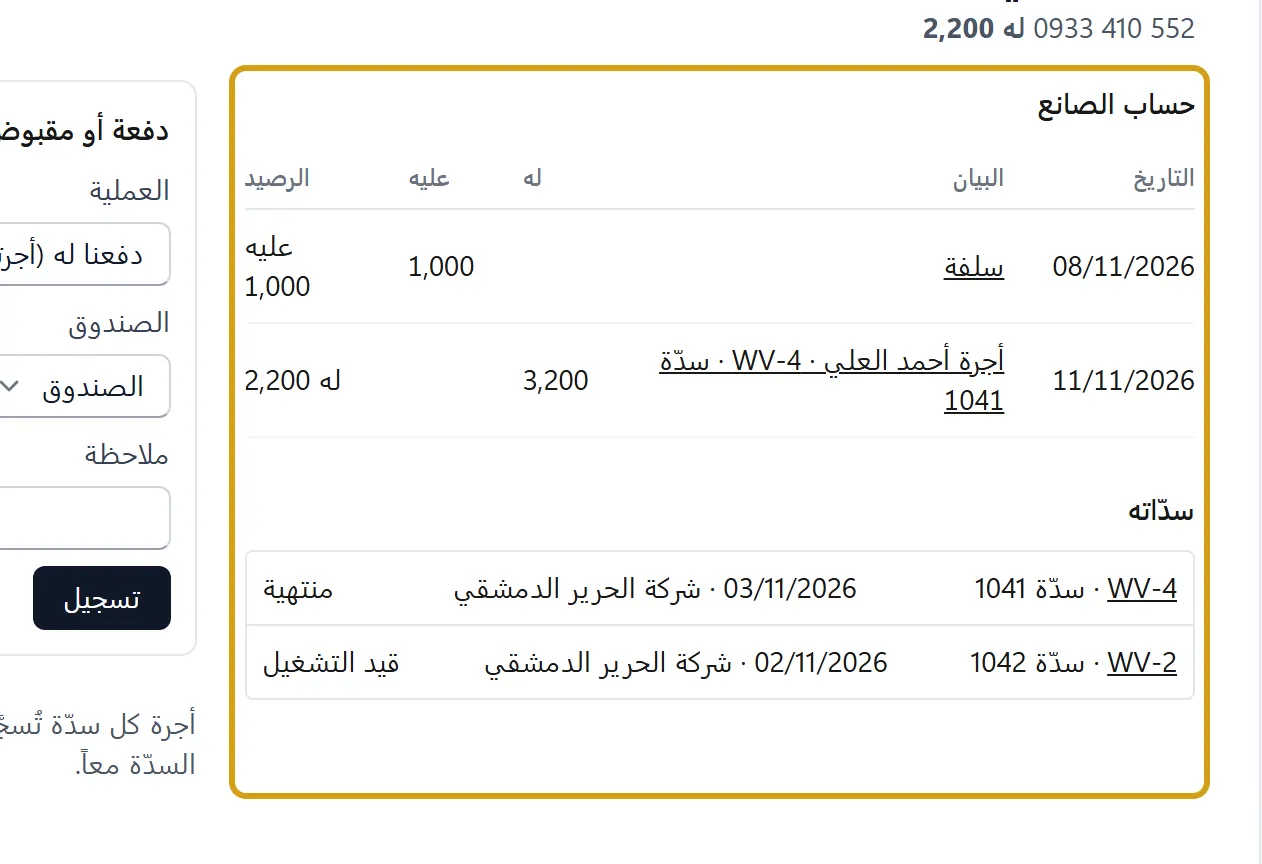 0933 410 552 له 2,200
حساب الصانع
التاريخ البيان له عليه الرصيد
08/11/2026 سلفة 1,000 عليه 1,000
11/11/2026 أجرة أحمد العلي · WV-4 · سدّة 1041 3,200 له 2,200
سدّاته
WV-4 · سدّة 1041 03/11/2026 · شركة الحرير الدمشقي منتهية
WV-2 · سدّة 1042 02/11/2026 · شركة الحرير الدمشقي قيد التشغيل
دفعة أو
العملية
دفعنا له
الصندوق
الصندوق
ملاحظة
تسجيل
أجرة كل سدّة
السدّة معاً.